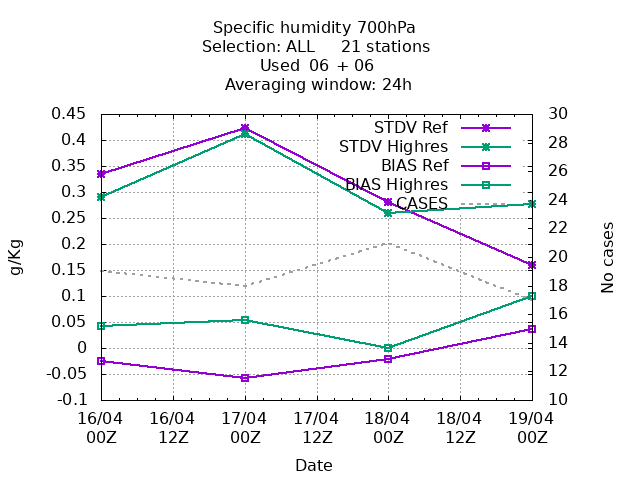 Specific humidity 700hPa
Selection: ALL     21 stations
Used  06 + 06
Averaging window: 24h
0.45
0.4
0.35
0.3
0.25
0.2
0.15
0.1
0.05
0
-0.05
-0.1
g/Kg
30
28
26
24
22
20
18
16
14
12
10
No cases
STDV Ref
STDV Highres
BIAS Ref
BIAS Highres
CASES
16/04 16/04 17/04 17/04 18/04 18/04 19/04
00Z 12Z 00Z 12Z 00Z 12Z 00Z
Date